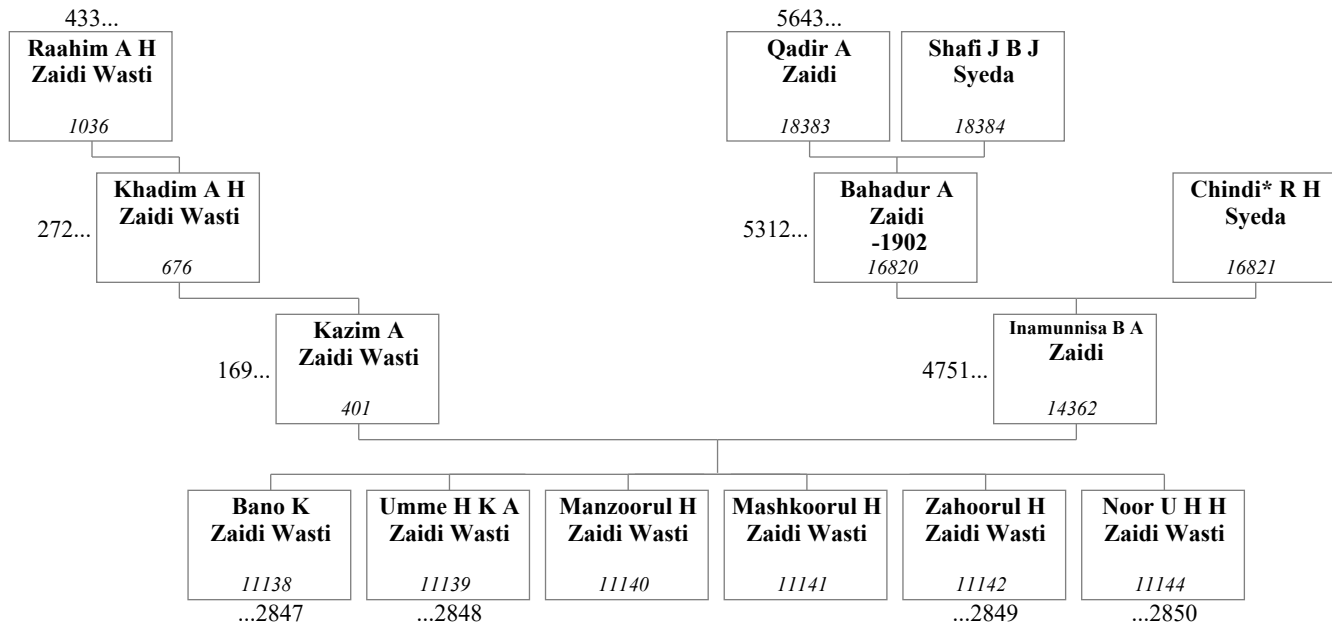 433...
Raahim A H
Zaidi Wasti
1036
5643...
Qadir A
Zaidi
18383
Shafi J B J
Syeda
18384
272...
Khadim A H
Zaidi Wasti
676
5312...
Bahadur A
Zaidi
-1902
16820
Chindi* R H
Syeda
16821
169...
Kazim A
Zaidi Wasti
401
4751...
Inamunnisa B A
Zaidi
14362
Bano K
Zaidi Wasti
11138
...2847
Umme H K A
Zaidi Wasti
11139
...2848
Manzoorul H
Zaidi Wasti
11140
Mashkoorul H
Zaidi Wasti
11141
Zahoorul H
Zaidi Wasti
11142
...2849
Noor U H H
Zaidi Wasti
11144
...2850